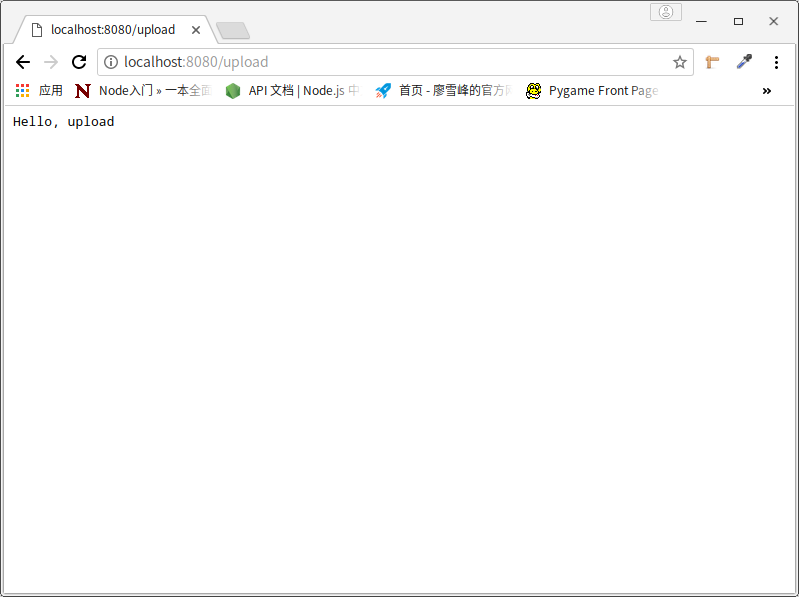 localhost:8080/upload
localhost:8080/upload
应用 Node入门 » 一本全面 API 文档 | Node.js 中 首页 - 廖雪峰的官方网 Pygame Front Page »
Hello, upload